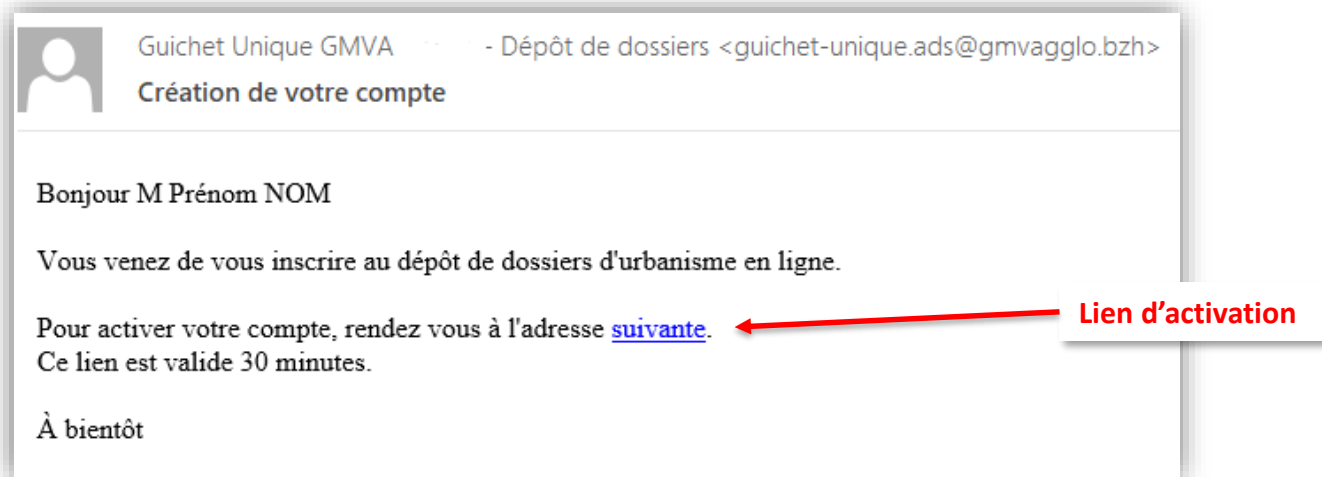 Guichet Unique GMVA - Dépôt de dossiers <guichet-unique.ads@gmvagglo.bzh>
Création de votre compte
Bonjour M Prénom NOM
Vous venez de vous inscrire au dépôt de dossiers d'urbanisme en ligne.
Pour activer votre compte, rendez vous à l'adresse suivante.
Lien d’activation
Ce lien est valide 30 minutes.
À bientôt